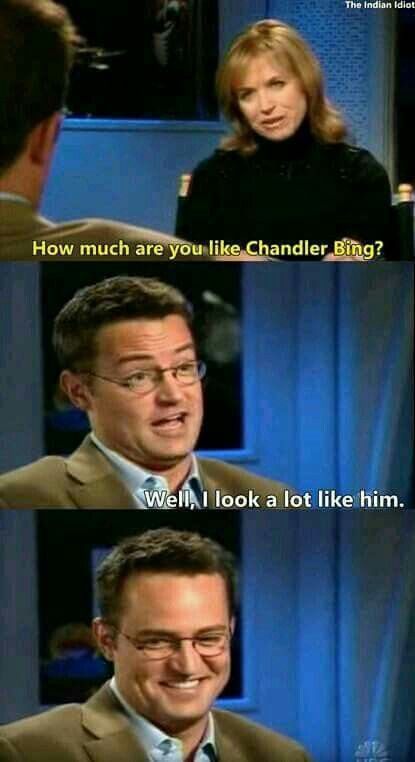 The Indian Idiot
How much are you like Chandler Bing?
Well, I look a lot like him.